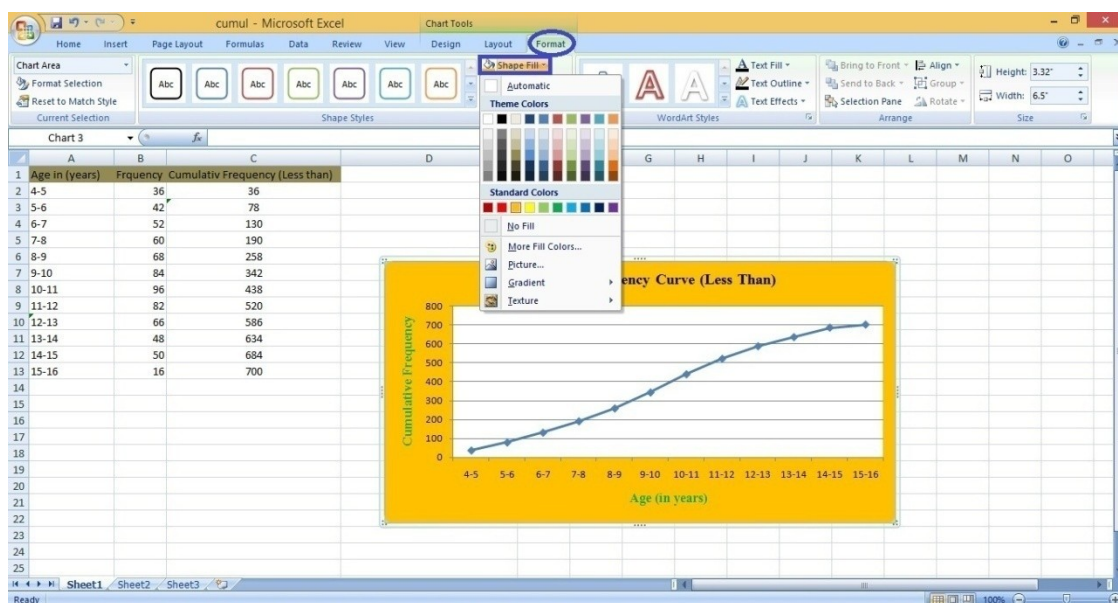 cumul - Microsoft Excel
Chart Tools
Home Insert Page Layout Formulas Data Review View Design Layout Format
Chart Area
Format Selection
Reset to Match Style
Current Selection
Abc Abc Abc Abc Abc Abc Abc
Shape Styles
Shape Fill
Automatic
Theme Colors
Standard Colors
No Fill
More Fill Colors...
Picture...
Gradient
Texture
A A
Text Fill
Text Outline
Text Effects
WordArt Styles
Bring to Front
Send to Back
Selection Pane
Align
Group
Rotate
Arrange
Height: 3.32"
Width: 6.5"
Size
Chart 3
fx
A B C D G H I J K L M N O
1 Age in (years) Frquency Cumulativ Frequency (Less than)
2 4-5 36 36
3 5-6 42 78
4 6-7 52 130
5 7-8 60 190
6 8-9 68 258
7 9-10 84 342
8 10-11 96 438
9 11-12 82 520
10 12-13 66 586
11 13-14 48 634
12 14-15 50 684
13 15-16 16 700
14
15
16
17
18
19
20
21
22
23
24
25
ency Curve (Less Than)
Cumulative Frequency
800
700
600
500
400
300
200
100
0
4-5 5-6 6-7 7-8 8-9 9-10 10-11 11-12 12-13 13-14 14-15 15-16
Age (in years)
Sheet1 Sheet2 Sheet3
Ready
100%